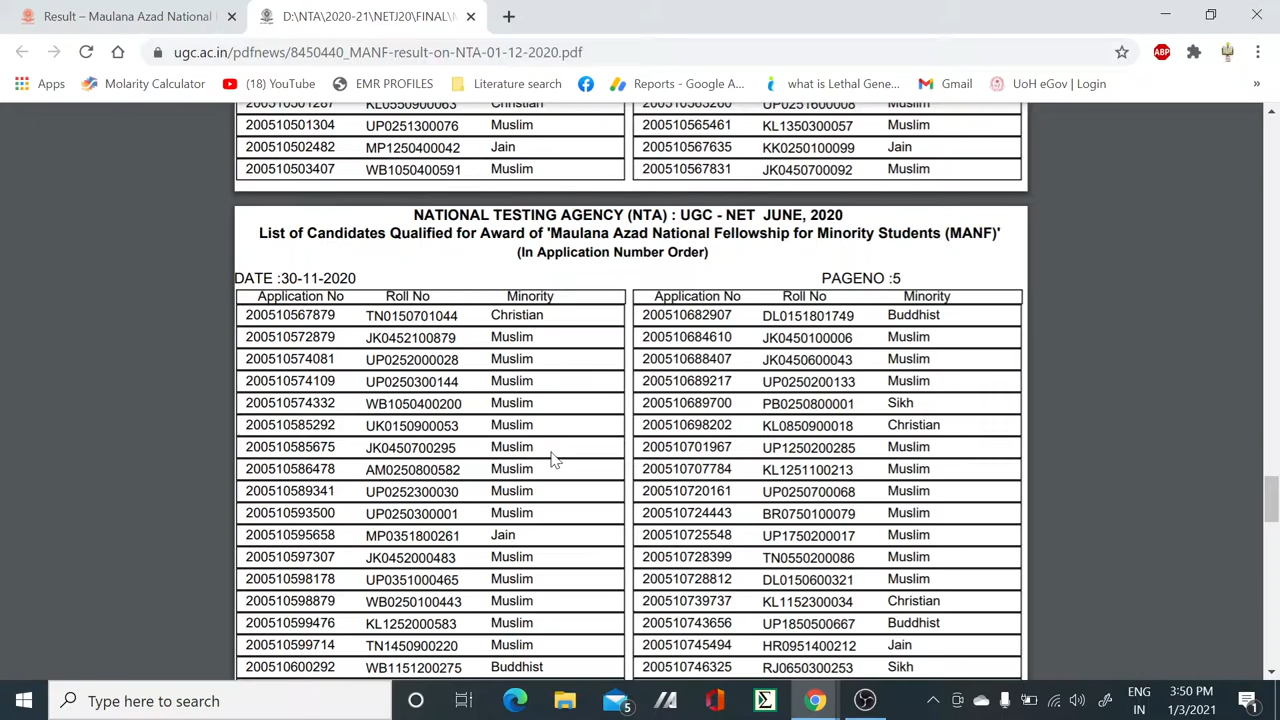 Result – Maulana Azad National
D:\NTA\2020-21\NETJ20\FINAL\M
ugc.ac.in/pdfnews/8450440_MANF-result-on-NTA-01-12-2020.pdf
ABP
Apps
Molarity Calculator
(18) YouTube
EMR PROFILES
Literature search
Reports - Google A...
what is Lethal Gene...
Gmail
UoH eGov | Login
»
200510501287 KL0550900063 Christian 200510563260 UP0251600008 Muslim
200510501304 UP0251300076 Muslim 200510565461 KL1350300057 Muslim
200510502482 MP1250400042 Jain 200510567635 KK0250100099 Jain
200510503407 WB1050400591 Muslim 200510567831 JK0450700092 Muslim
NATIONAL TESTING AGENCY (NTA) : UGC - NET JUNE, 2020
List of Candidates Qualified for Award of 'Maulana Azad National Fellowship for Minority Students (MANF)'
(In Application Number Order)
DATE :30-11-2020 PAGENO :5
Application No Roll No Minority Application No Roll No Minority
200510567879 TN0150701044 Christian 200510682907 DL0151801749 Buddhist
200510572879 JK0452100879 Muslim 200510684610 JK0450100006 Muslim
200510574081 UP0252000028 Muslim 200510688407 JK0450600043 Muslim
200510574109 UP0250300144 Muslim 200510689217 UP0250200133 Muslim
200510574332 WB1050400200 Muslim 200510689700 PB0250800001 Sikh
200510585292 UK0150900053 Muslim 200510698202 KL0850900018 Christian
200510585675 JK0450700295 Muslim 200510701967 UP1250200285 Muslim
200510586478 AM0250800582 Muslim 200510707784 KL1251100213 Muslim
200510589341 UP0252300030 Muslim 200510720161 UP0250700068 Muslim
200510593500 UP0250300001 Muslim 200510724443 BR0750100079 Muslim
200510595658 MP0351800261 Jain 200510725548 UP1750200017 Muslim
200510597307 JK0452000483 Muslim 200510728399 TN0550200086 Muslim
200510598178 UP0351000465 Muslim 200510728812 DL0150600321 Muslim
200510598879 WB0250100443 Muslim 200510739737 KL1152300034 Christian
200510599476 KL1252000583 Muslim 200510743656 UP1850500667 Buddhist
200510599714 TN1450900220 Muslim 200510745494 HR0951400212 Jain
200510600292 WB1151200275 Buddhist 200510746325 RJ0650300253 Sikh
Type here to search
5
ENG
IN
3:50 PM
1/3/2021
1